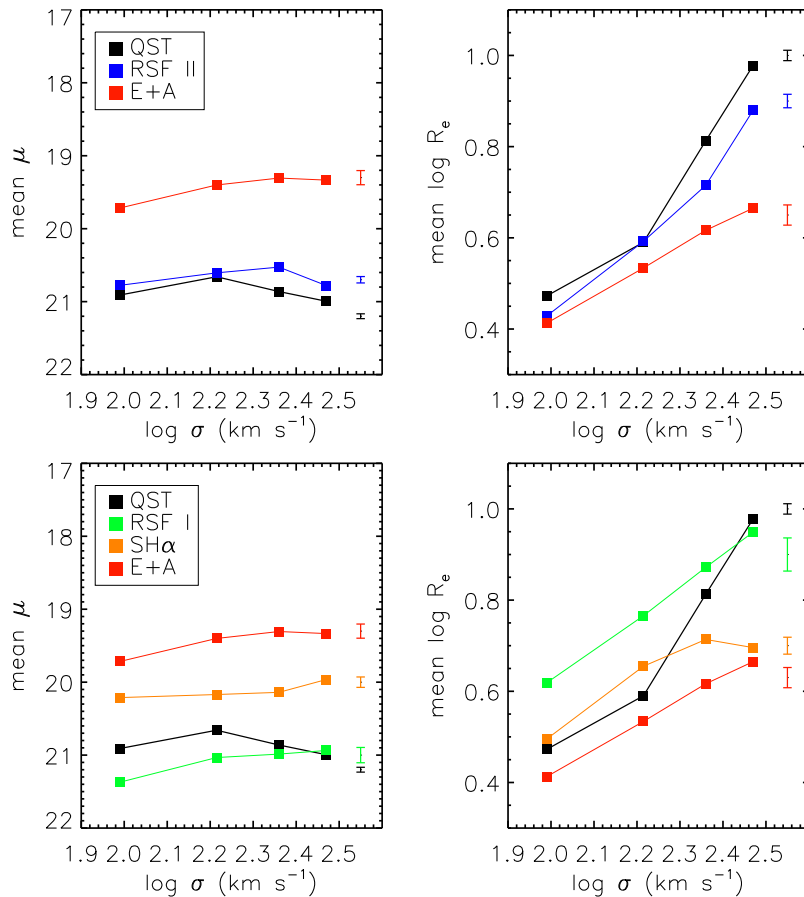 17
18
19
20
21
22
mean μ
QST
RSF II
E+A
1.9 2.0 2.1 2.2 2.3 2.4 2.5
log σ (km s⁻¹)
1.0
0.8
0.6
0.4
mean log R_e
1.9 2.0 2.1 2.2 2.3 2.4 2.5
log σ (km s⁻¹)
17
18
19
20
21
22
mean μ
QST
RSF I
SHα
E+A
1.9 2.0 2.1 2.2 2.3 2.4 2.5
log σ (km s⁻¹)
1.0
0.8
0.6
0.4
mean log R_e
1.9 2.0 2.1 2.2 2.3 2.4 2.5
log σ (km s⁻¹)